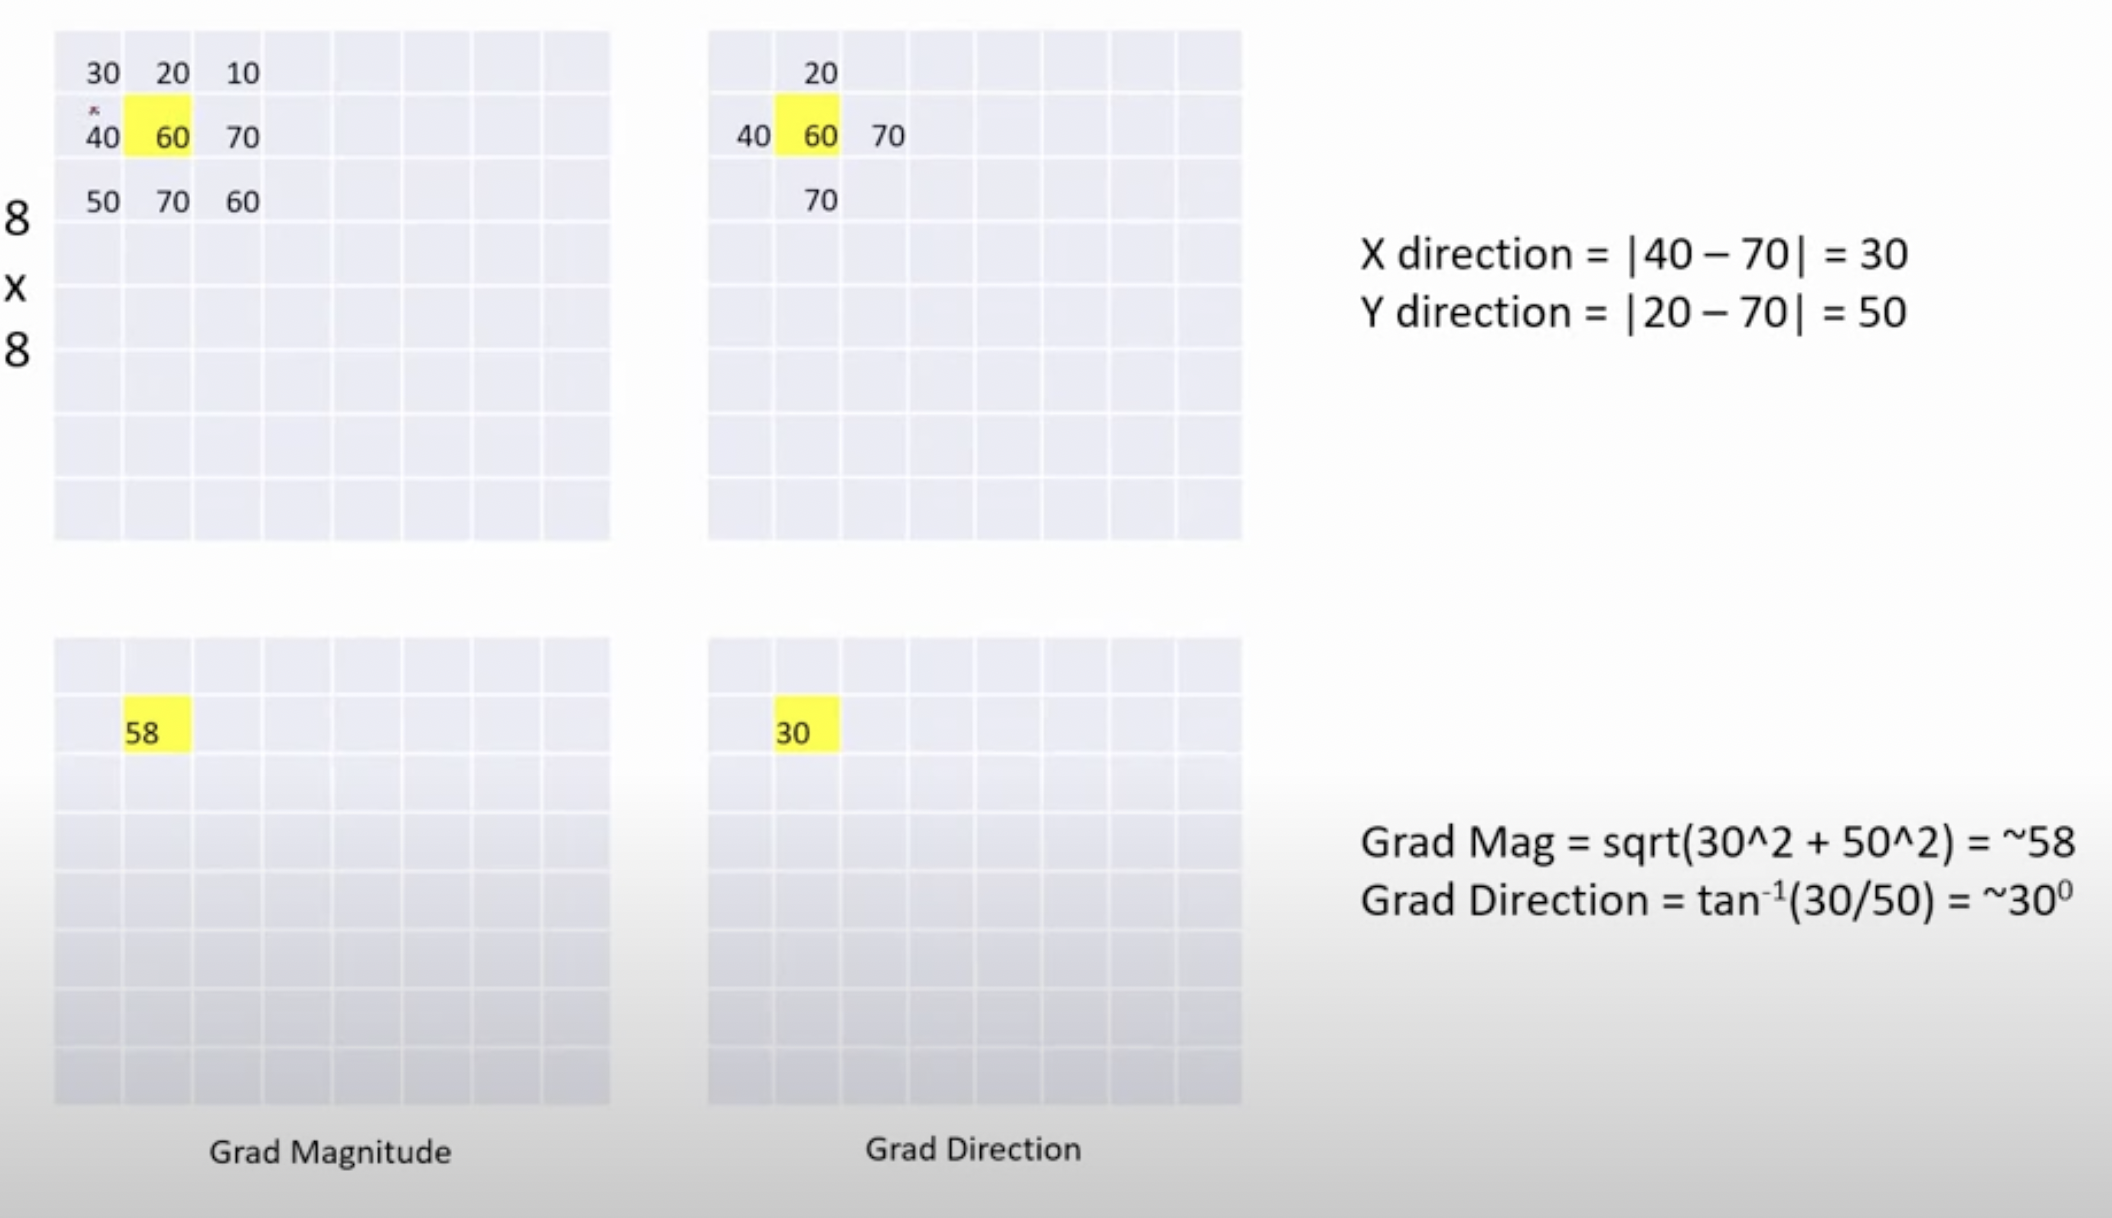 30 20 10
40 60 70
50 70 60
8
x
8
20
40 60 70
70
X direction = |40 – 70| = 30
Y direction = |20 – 70| = 50
58
30
Grad Mag = sqrt(30^2 + 50^2) = ~58
Grad Direction = tan⁻¹(30/50) = ~30⁰
Grad Magnitude
Grad Direction